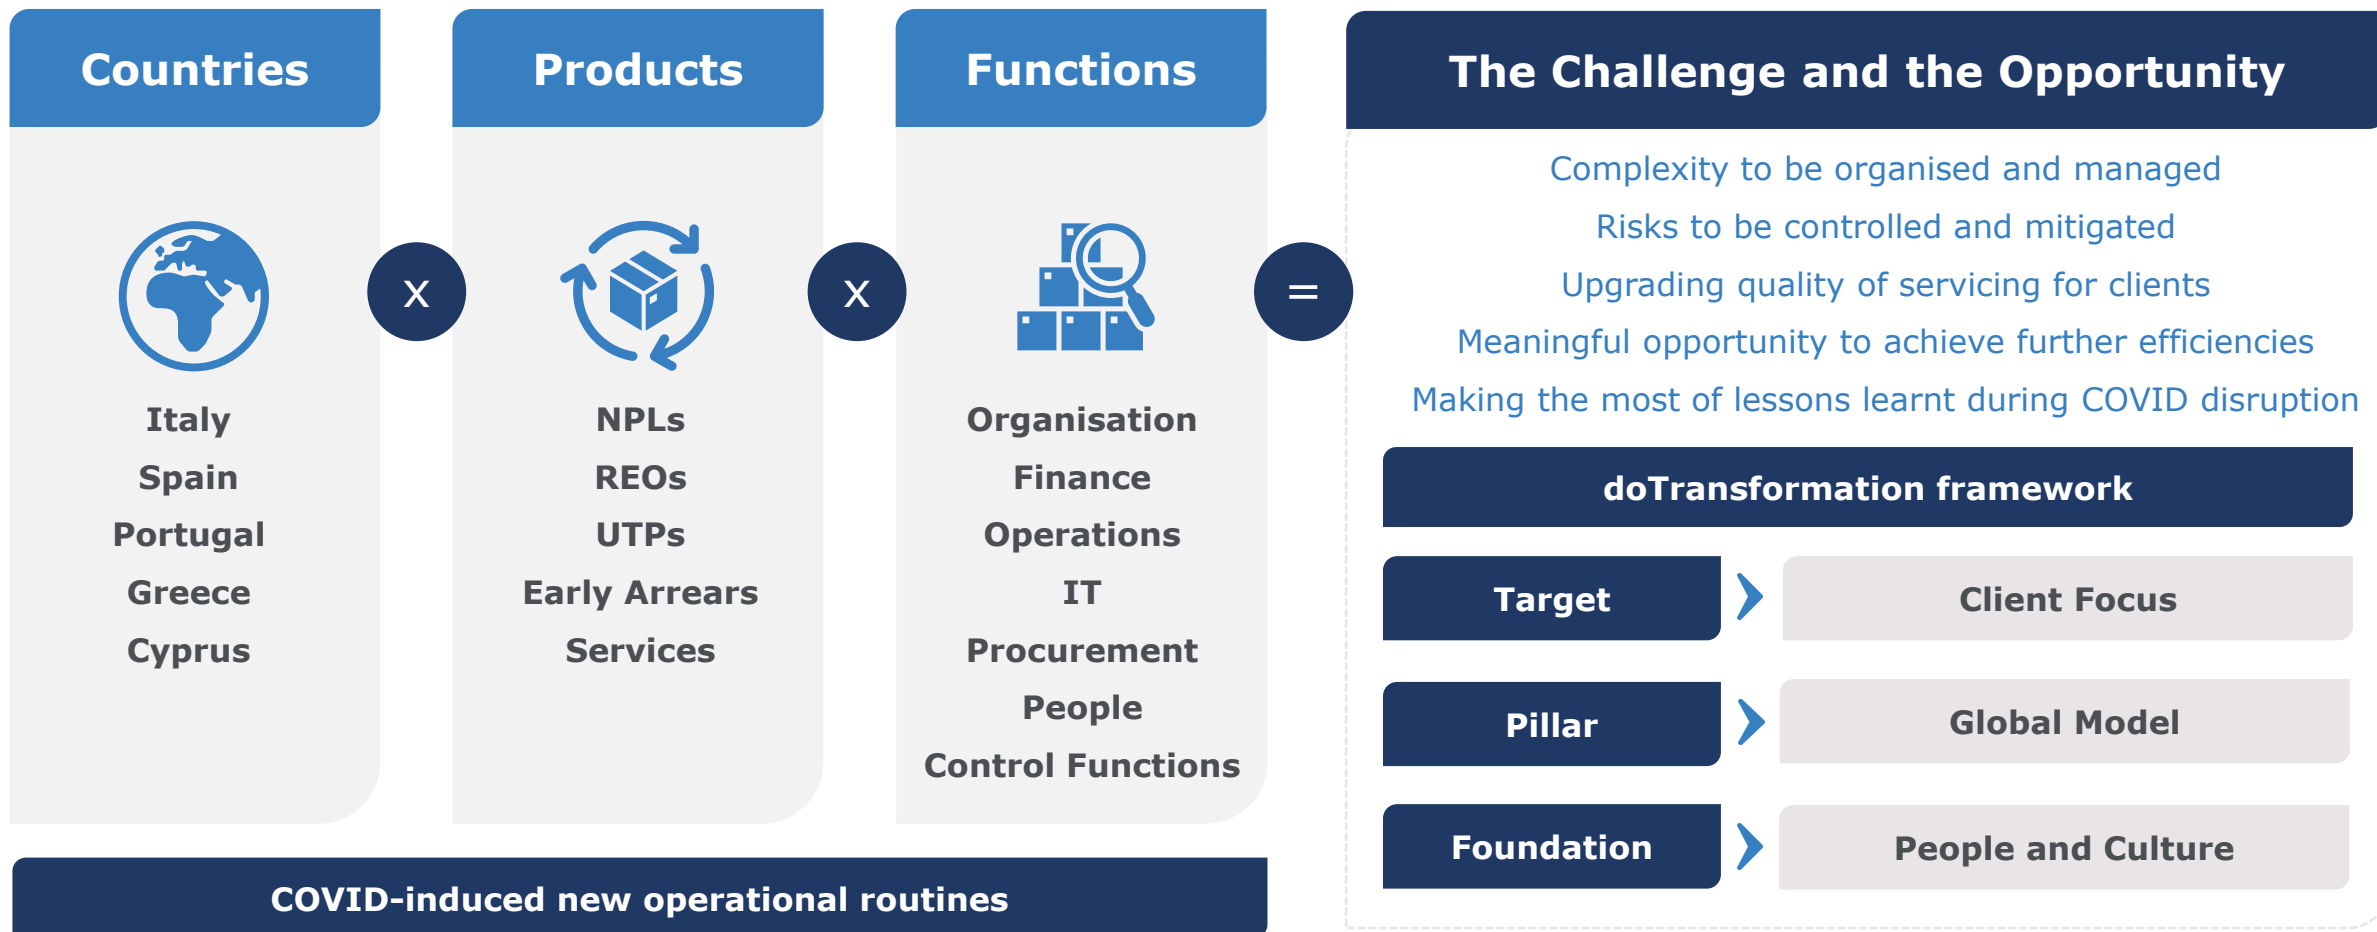 Countries
Italy
Spain
Portugal
Greece
Cyprus
x
Products
NPLs
REOs
UTPs
Early Arrears
Services
x
Functions
Organisation
Finance
Operations
IT
Procurement
People
Control Functions
=
COVID-induced new operational routines
The Challenge and the Opportunity
Complexity to be organised and managed
Risks to be controlled and mitigated
Upgrading quality of servicing for clients
Meaningful opportunity to achieve further efficiencies
Making the most of lessons learnt during COVID disruption
doTransformation framework
Target
Client Focus
Pillar
Global Model
Foundation
People and Culture